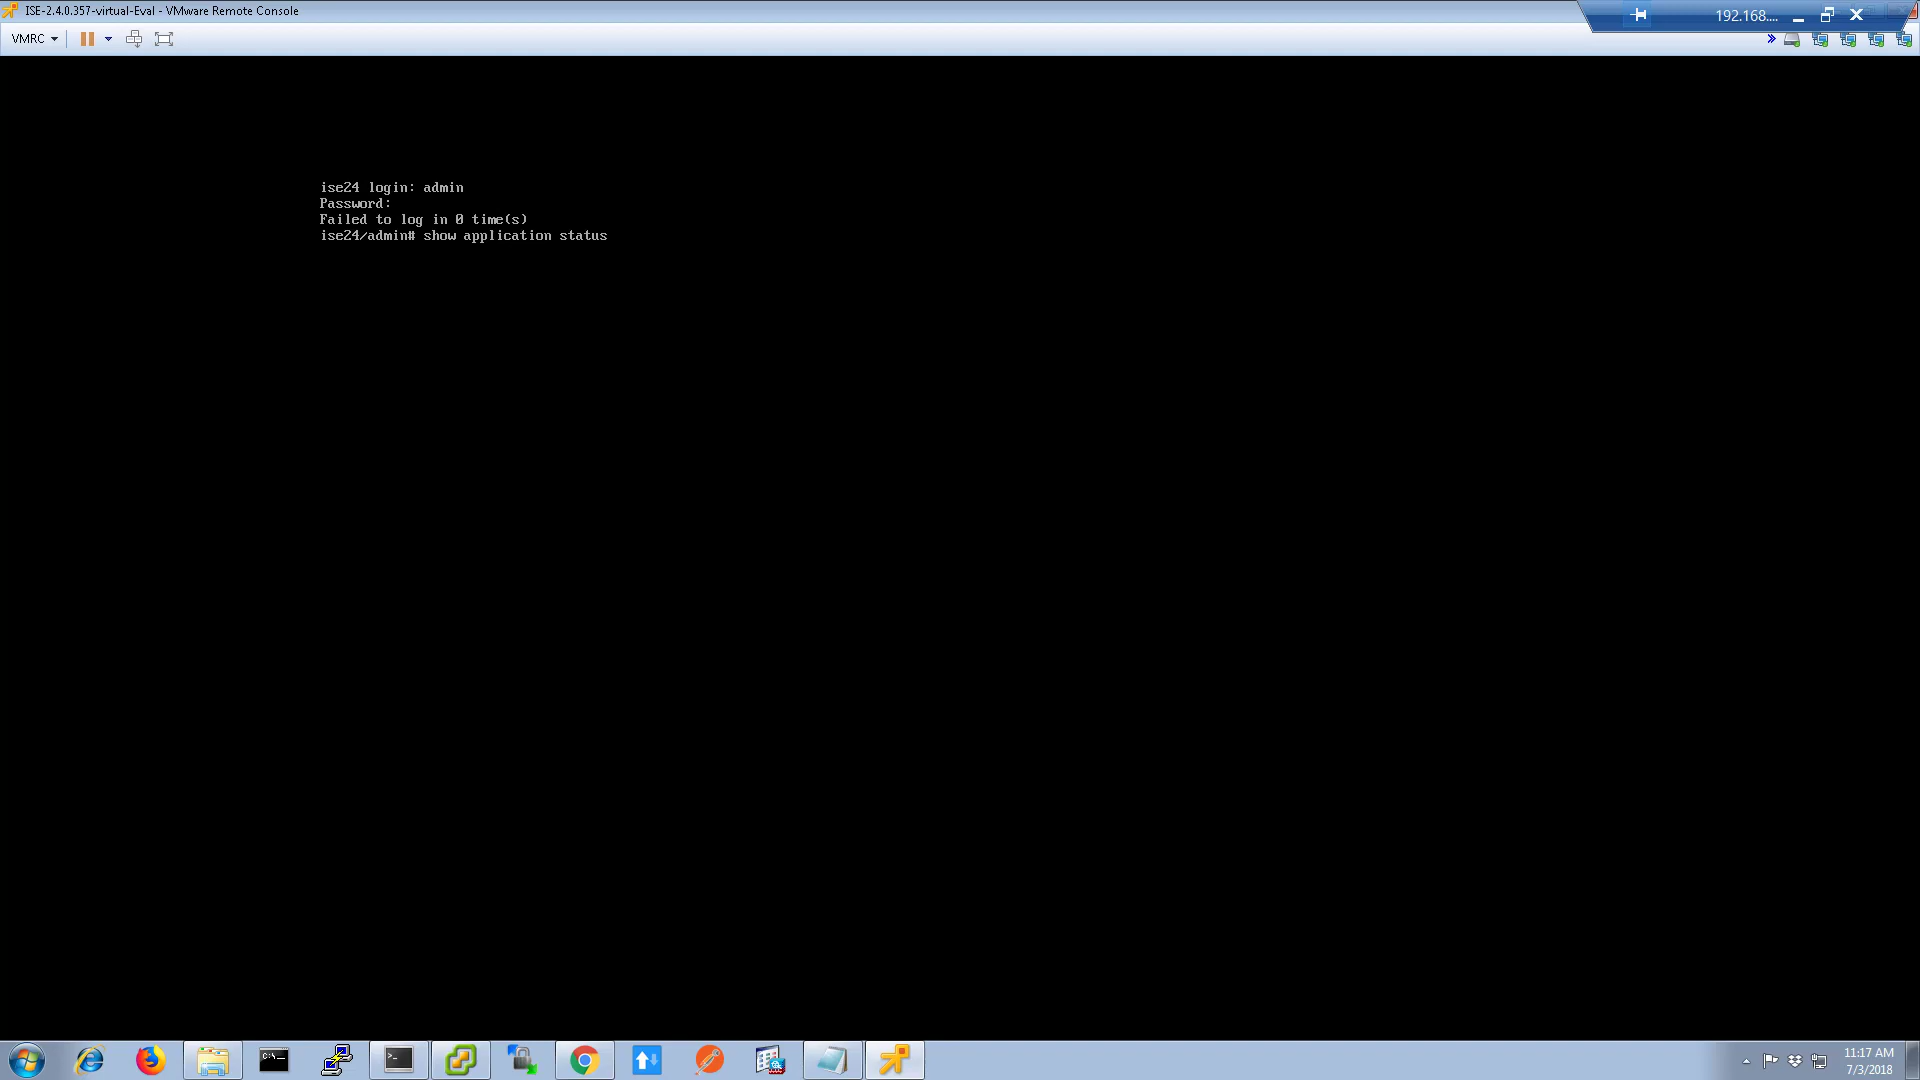 ISE-2.4.0.357-virtual-Eval - VMware Remote Console
192.168....
VMRC
ise24 login: admin
Password:
Failed to log in 0 time(s)
ise24/admin# show application status
C:\_
>_
11:17 AM
7/3/2018